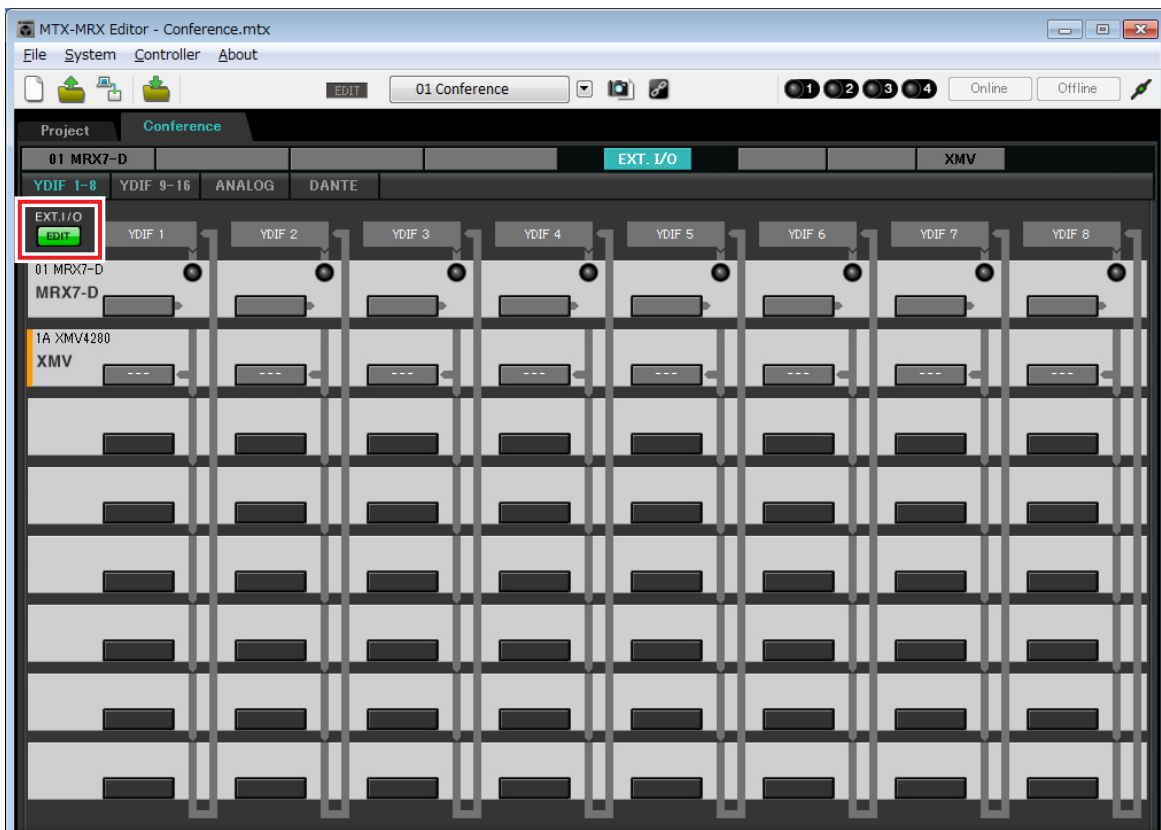 MTX-MRX Editor - Conference.mtx
File System Controller About
EDIT 01 Conference 1 2 3 4 Online Offline
Project Conference
01 MRX7-D EXT. I/O XMV
YDIF 1-8 YDIF 9-16 ANALOG DANTE
EXT.I/O
EDIT YDIF 1 YDIF 2 YDIF 3 YDIF 4 YDIF 5 YDIF 6 YDIF 7 YDIF 8
01 MRX7-D
MRX7-D
1A XMV4280
XMV
--- --- --- --- --- --- --- ---